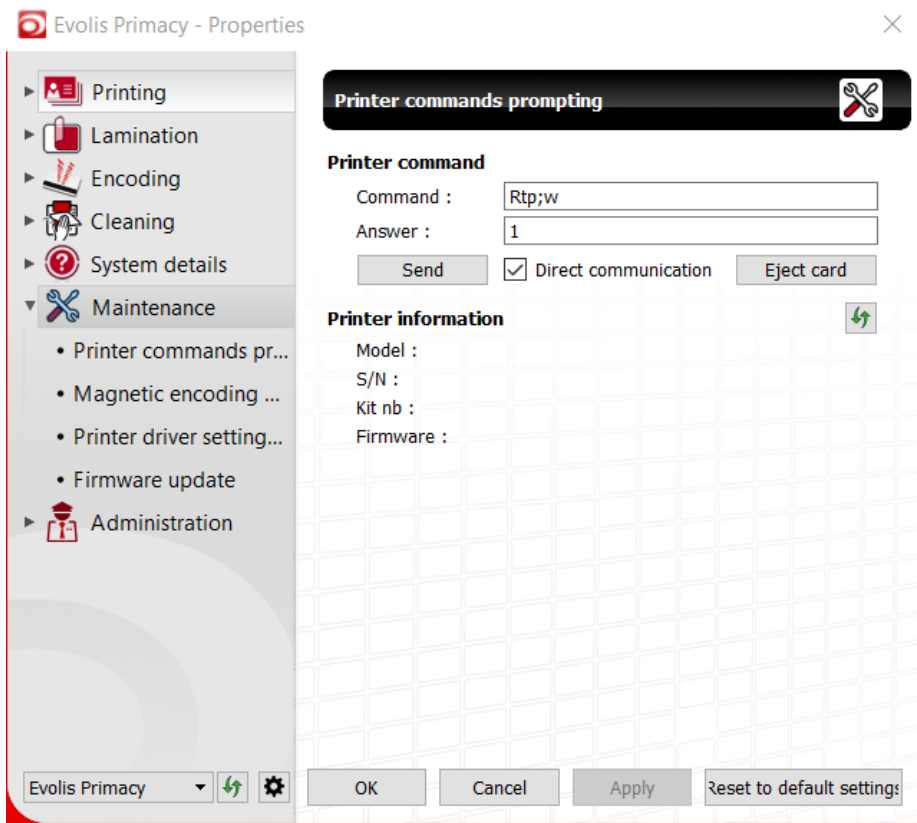 Evolis Primacy - Properties
Printing
Lamination
Encoding
Cleaning
System details
Maintenance
• Printer commands pr...
• Magnetic encoding ...
• Printer driver setting...
• Firmware update
Administration
Evolis Primacy
Printer commands prompting
Printer command
Command : Rtp;w
Answer : 1
Send Direct communication Eject card
Printer information
Model :
S/N :
Kit nb :
Firmware :
OK Cancel Apply Reset to default settings